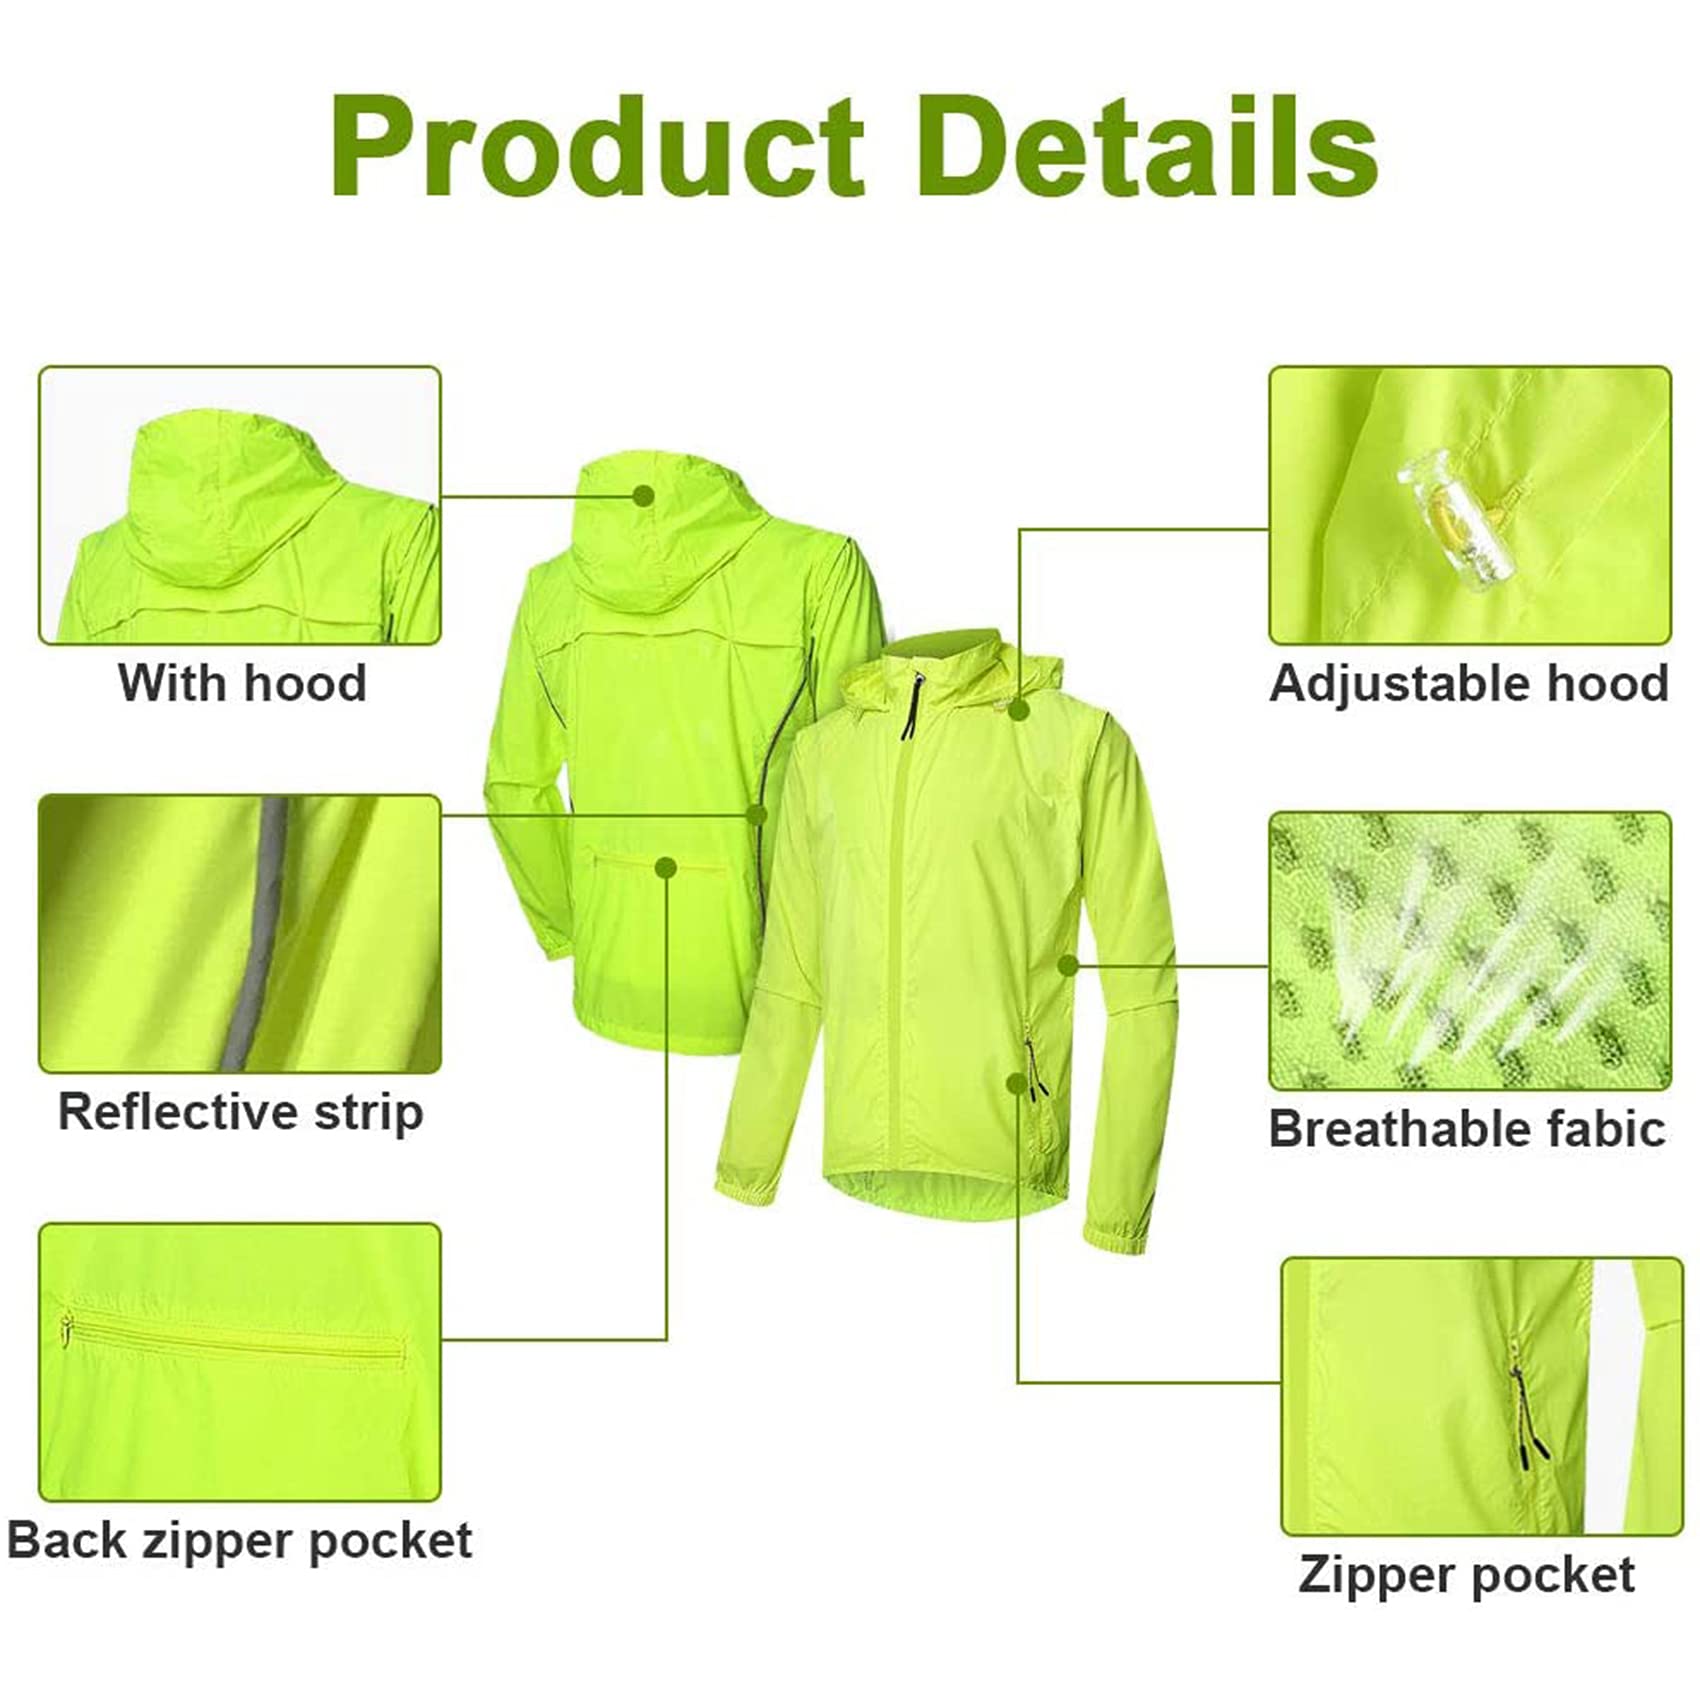 Product Details
With hood
Adjustable hood
Reflective strip
Breathable fabic
Back zipper pocket
Zipper pocket